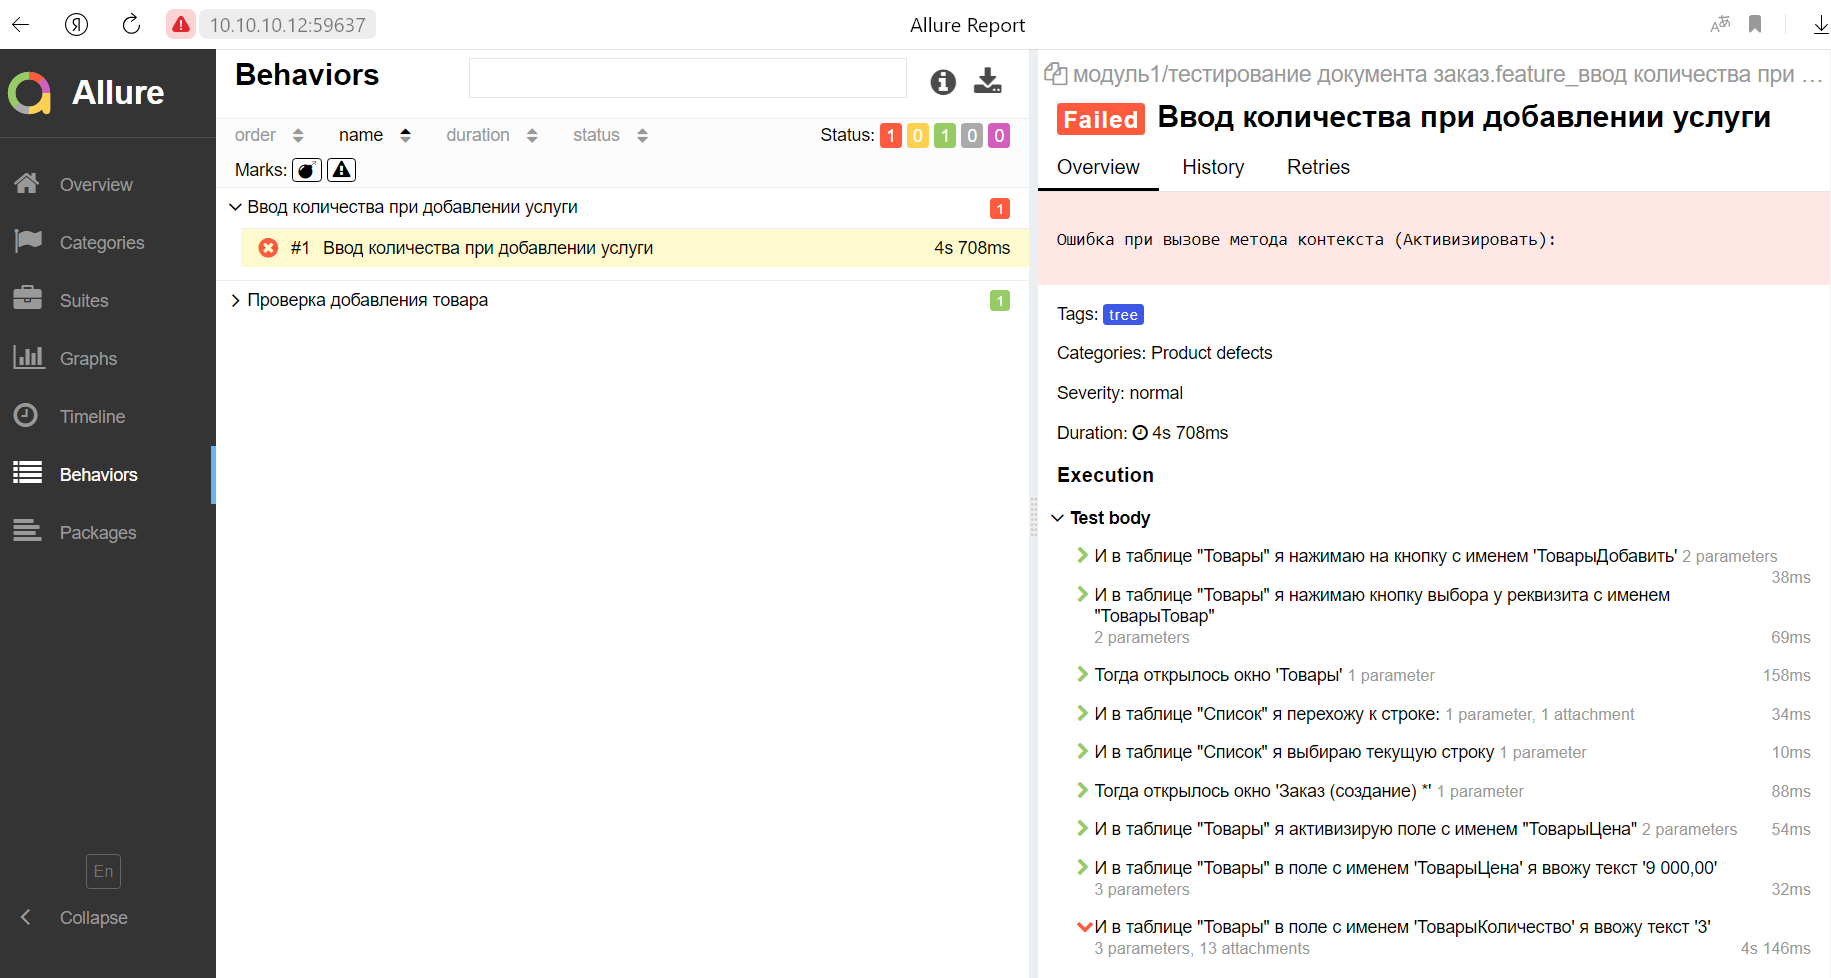 10.10.10.12:59637
Allure Report
Allure
Overview
Categories
Suites
Graphs
Timeline
Behaviors
Packages
En
Collapse
Behaviors
order name duration status Status: 1 0 1 0 0
Marks:
Ввод количества при добавлении услуги 1
#1 Ввод количества при добавлении услуги 4s 708ms
Проверка добавления товара 1
модуль1/тестирование документа заказ.feature_ввод количества при ...
Failed Ввод количества при добавлении услуги
Overview History Retries
Ошибка при вызове метода контекста (Активизировать):
Tags: tree
Categories: Product defects
Severity: normal
Duration: 4s 708ms
Execution
Test body
И в таблице "Товары" я нажимаю на кнопку с именем 'ТоварыДобавить' 2 parameters
38ms
И в таблице "Товары" я нажимаю кнопку выбора у реквизита с именем
"ТоварыТовар"
2 parameters 69ms
Тогда открылось окно 'Товары' 1 parameter 158ms
И в таблице "Список" я перехожу к строке: 1 parameter, 1 attachment 34ms
И в таблице "Список" я выбираю текущую строку 1 parameter 10ms
Тогда открылось окно 'Заказ (создание) *' 1 parameter 88ms
И в таблице "Товары" я активизирую поле с именем "ТоварыЦена" 2 parameters 54ms
И в таблице "Товары" в поле с именем 'ТоварыЦена' я ввожу текст '9 000,00'
3 parameters 32ms
И в таблице "Товары" в поле с именем 'ТоварыКоличество' я ввожу текст '3'
3 parameters, 13 attachments 4s 146ms